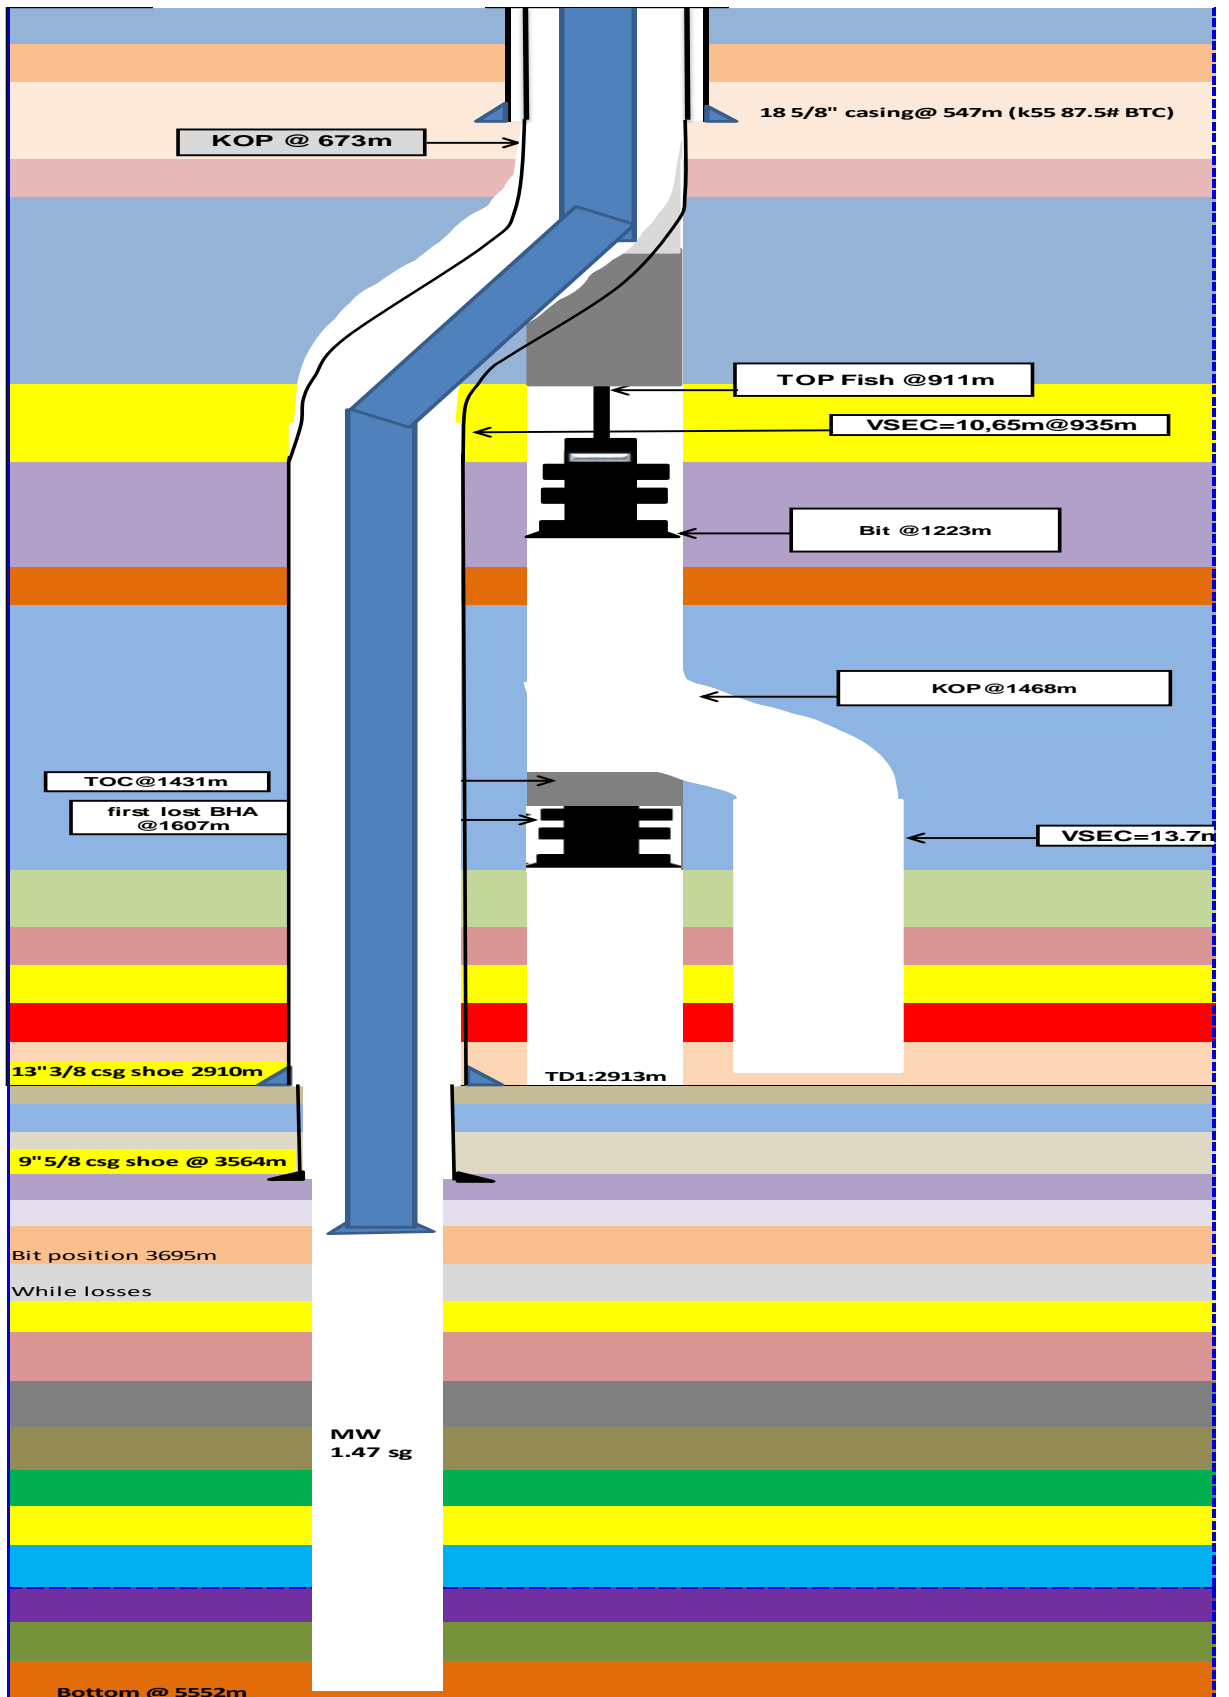 18 5/8" casing@ 547m (k55 87.5# BTC)
KOP @ 673m
TOP Fish @911m
VSEC=10,65m@935m
Bit @1223m
KOP@1468m
TOC@1431m
first lost BHA
@1607m
VSEC=13.7m
13"3/8 csg shoe 2910m
TD1:2913m
9"5/8 csg shoe @ 3564m
Bit position 3695m
While losses
MW
1.47 sg
Bottom @ 5552m